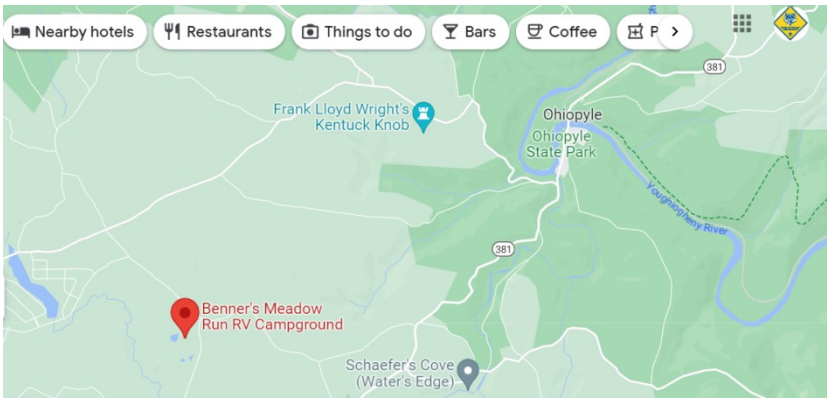 Nearby hotels
Restaurants
Things to do
Bars
Coffee
P
381
Frank Lloyd Wright's
Kentuck Knob
Ohiopyle
Ohiopyle
State Park
Youghiogheny River
381
Benner's Meadow
Run RV Campground
Schaefer's Cove
(Water's Edge)